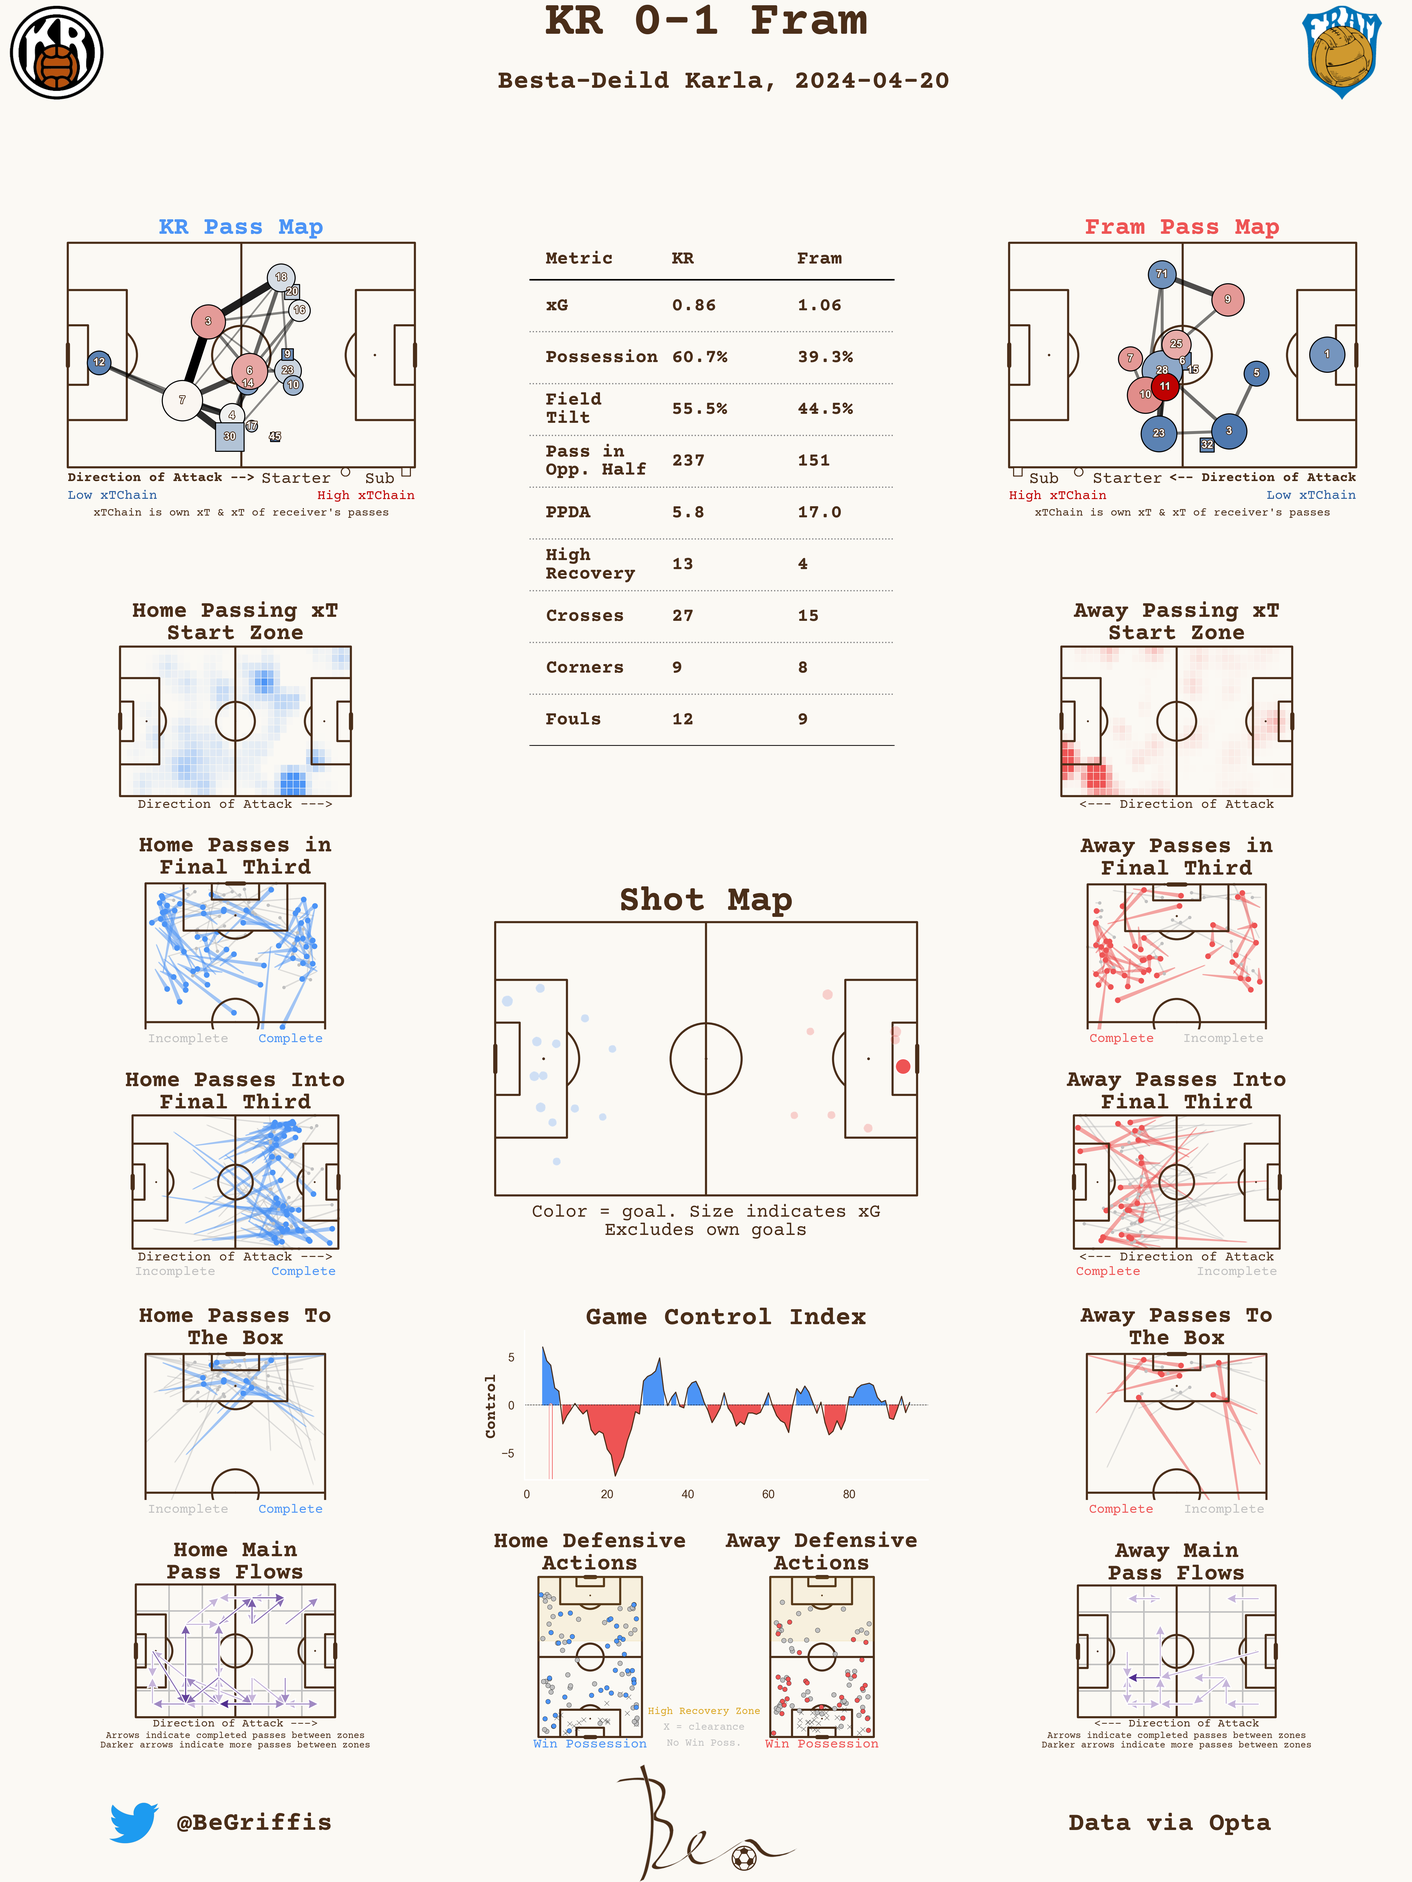 KR 0-1 Fram
Besta-Deild Karla, 2024-04-20
KR
FRAM
KR Pass Map
12
3
18
20
16
9
23
10
6
14
7
4
17
30
45
Direction of Attack --> Starter Sub
Low xTChain High xTChain
xTChain is own xT & xT of receiver's passes
Metric KR Fram
xG 0.86 1.06
Possession 60.7% 39.3%
Field
Tilt 55.5% 44.5%
Pass in
Opp. Half 237 151
PPDA 5.8 17.0
High
Recovery 13 4
Crosses 27 15
Corners 9 8
Fouls 12 9
Fram Pass Map
71
9
25
7
6
15
28
11
10
5
1
23
3
32
Sub Starter <-- Direction of Attack
High xTChain Low xTChain
xTChain is own xT & xT of receiver's passes
Home Passing xT
Start Zone
Direction of Attack --->
Away Passing xT
Start Zone
<--- Direction of Attack
Home Passes in
Final Third
Incomplete Complete
Shot Map
Color = goal. Size indicates xG
Excludes own goals
Away Passes in
Final Third
Complete Incomplete
Home Passes Into
Final Third
Direction of Attack --->
Incomplete Complete
Away Passes Into
Final Third
<--- Direction of Attack
Complete Incomplete
Home Passes To
The Box
Incomplete Complete
Game Control Index
Control
5
0
−5
0 20 40 60 80
Away Passes To
The Box
Complete Incomplete
Home Main
Pass Flows
Direction of Attack --->
Arrows indicate completed passes between zones
Darker arrows indicate more passes between zones
Home Defensive
Actions
Win Possession
High Recovery Zone
X = clearance
No Win Poss.
Away Defensive
Actions
Win Possession
Away Main
Pass Flows
<--- Direction of Attack
Arrows indicate completed passes between zones
Darker arrows indicate more passes between zones
@BeGriffis
Ben
Data via Opta